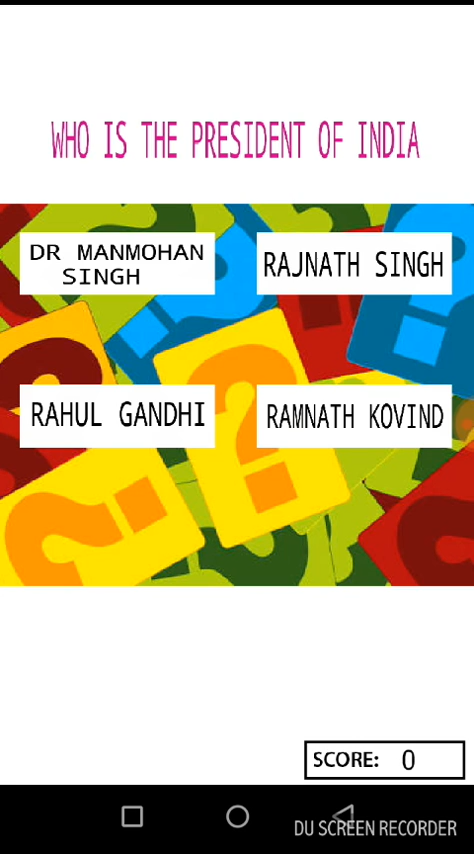 WHO IS THE PRESIDENT OF INDIA
DR MANMOHAN
SINGH
RAJNATH SINGH
RAHUL GANDHI
RAMNATH KOVIND
SCORE: 0
DU SCREEN RECORDER